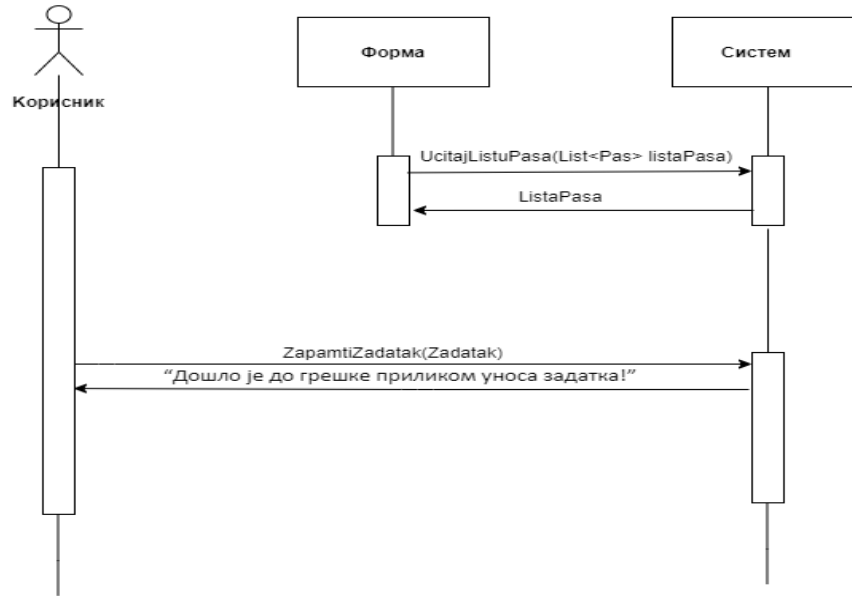 Форма
Систем
Корисник
UcitajListuPasa(List<Pas> listaPasa)
ListaPasa
ZapamtiZadatak(Zadatak)
“Дошло је до грешке приликом уноса задатка!”